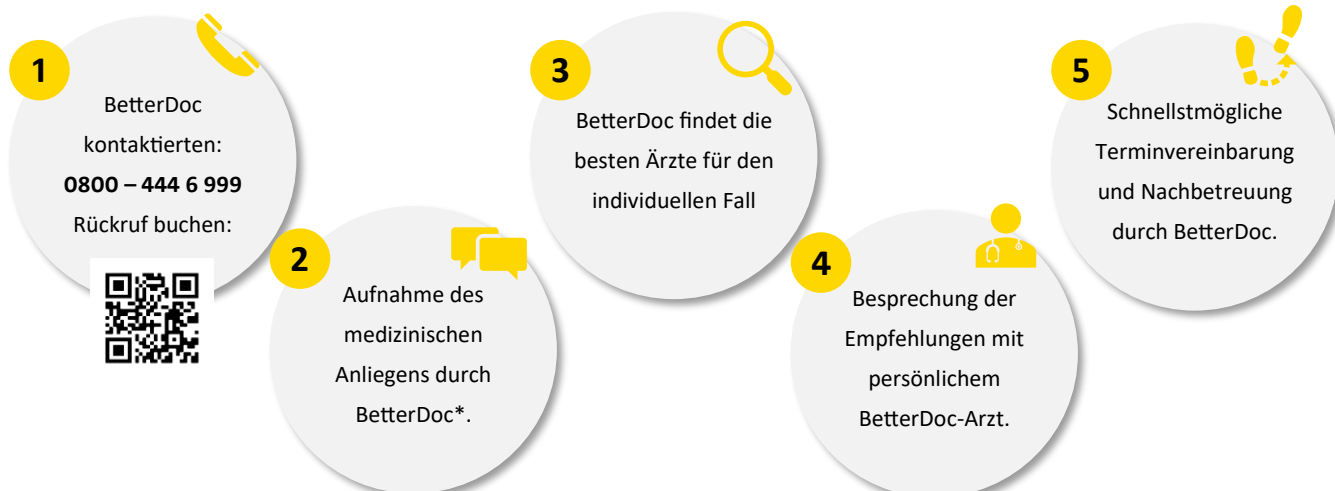 1
BetterDoc
kontaktierten:
0800 – 444 6 999
Rückruf buchen:
2
Aufnahme des
medizinischen
Anliegens durch
BetterDoc*.
3
BetterDoc findet die
besten Ärzte für den
individuellen Fall
4
Besprechung der
Empfehlungen mit
persönlichem
BetterDoc-Arzt.
5
Schnellstmögliche
Terminvereinbarung
und Nachbetreuung
durch BetterDoc.